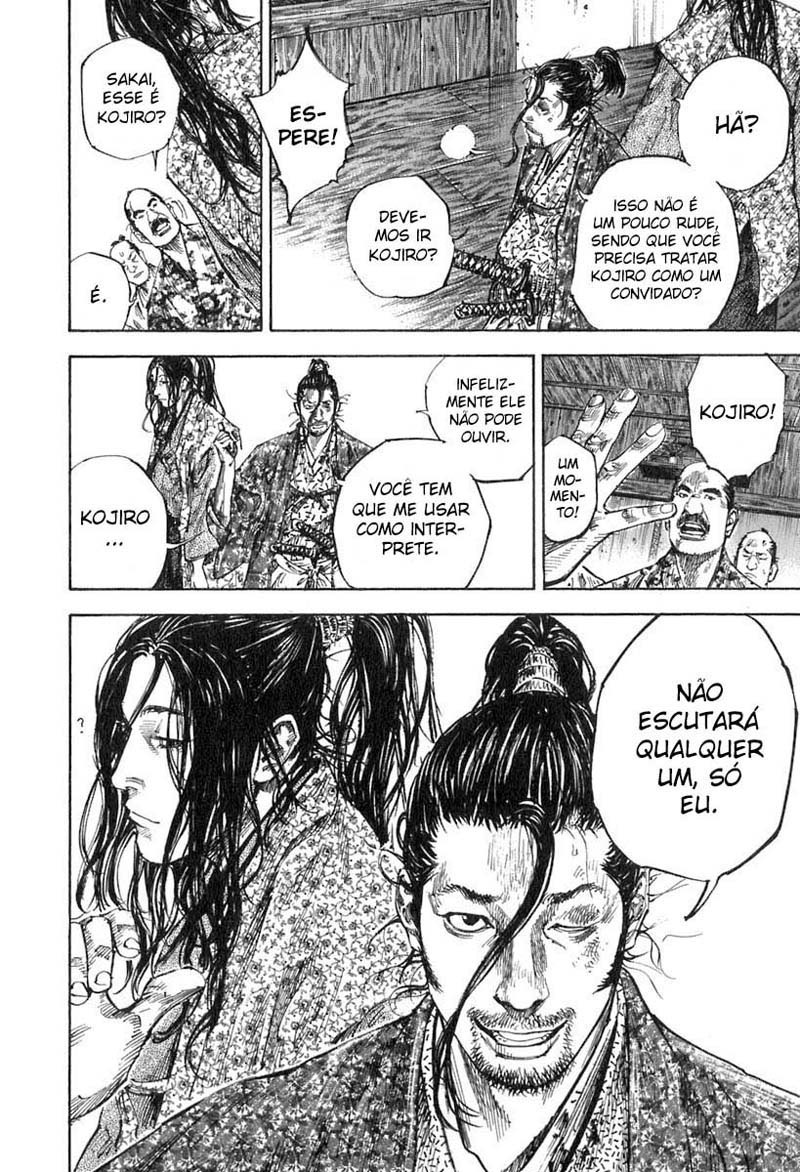 HÃ?
ISSO NÃO É
UM POUCO RUDE,
SENDO QUE VOCÊ
PRECISA TRATAR
KOJIRO COMO UM
CONVIDADO?
DEVE-
MOS IR
KOJIRO?
ES-
PERE!
SAKAI,
ESSE É
KOJIRO?
É.
KOJIRO!
UM
MO-
MEN-
TO!
INFELIZ-
MENTE ELE
NÃO PODE
OUVIR.
VOCÊ TEM
QUE ME USAR
COMO INTER-
PRETE.
KOJIRO
...
NÃO
ESCUTARÁ
QUALQUER
UM, SÓ
EU.
?